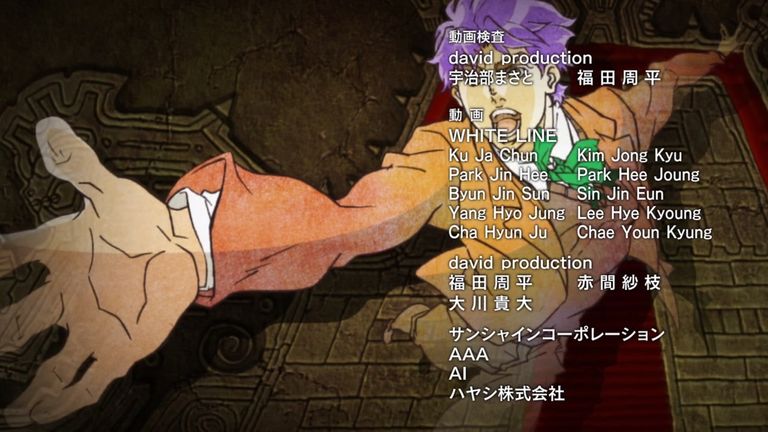 動画検査
david production
宇治部まさと 福田周平
動画
WHITE LINE
Ku Ja Chun Kim Jong Kyu
Park Jin Hee Park Hee Joung
Byun Jin Sun Sin Jin Eun
Yang Hyo Jung Lee Hye Kyoung
Cha Hyun Ju Chae Youn Kyung
david production
福田周平 赤間紗枝
大川貴大
サンシャインコーポレーション
AAA
AI
ハヤシ株式会社